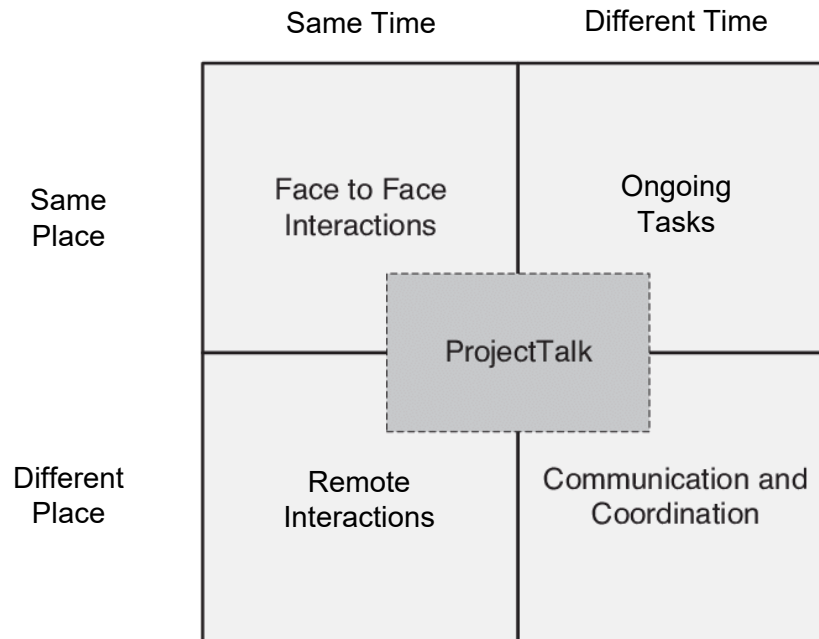 Same Time
Different Time
Same
Place
Face to Face
Interactions
Ongoing
Tasks
ProjectTalk
Different
Place
Remote
Interactions
Communication and
Coordination